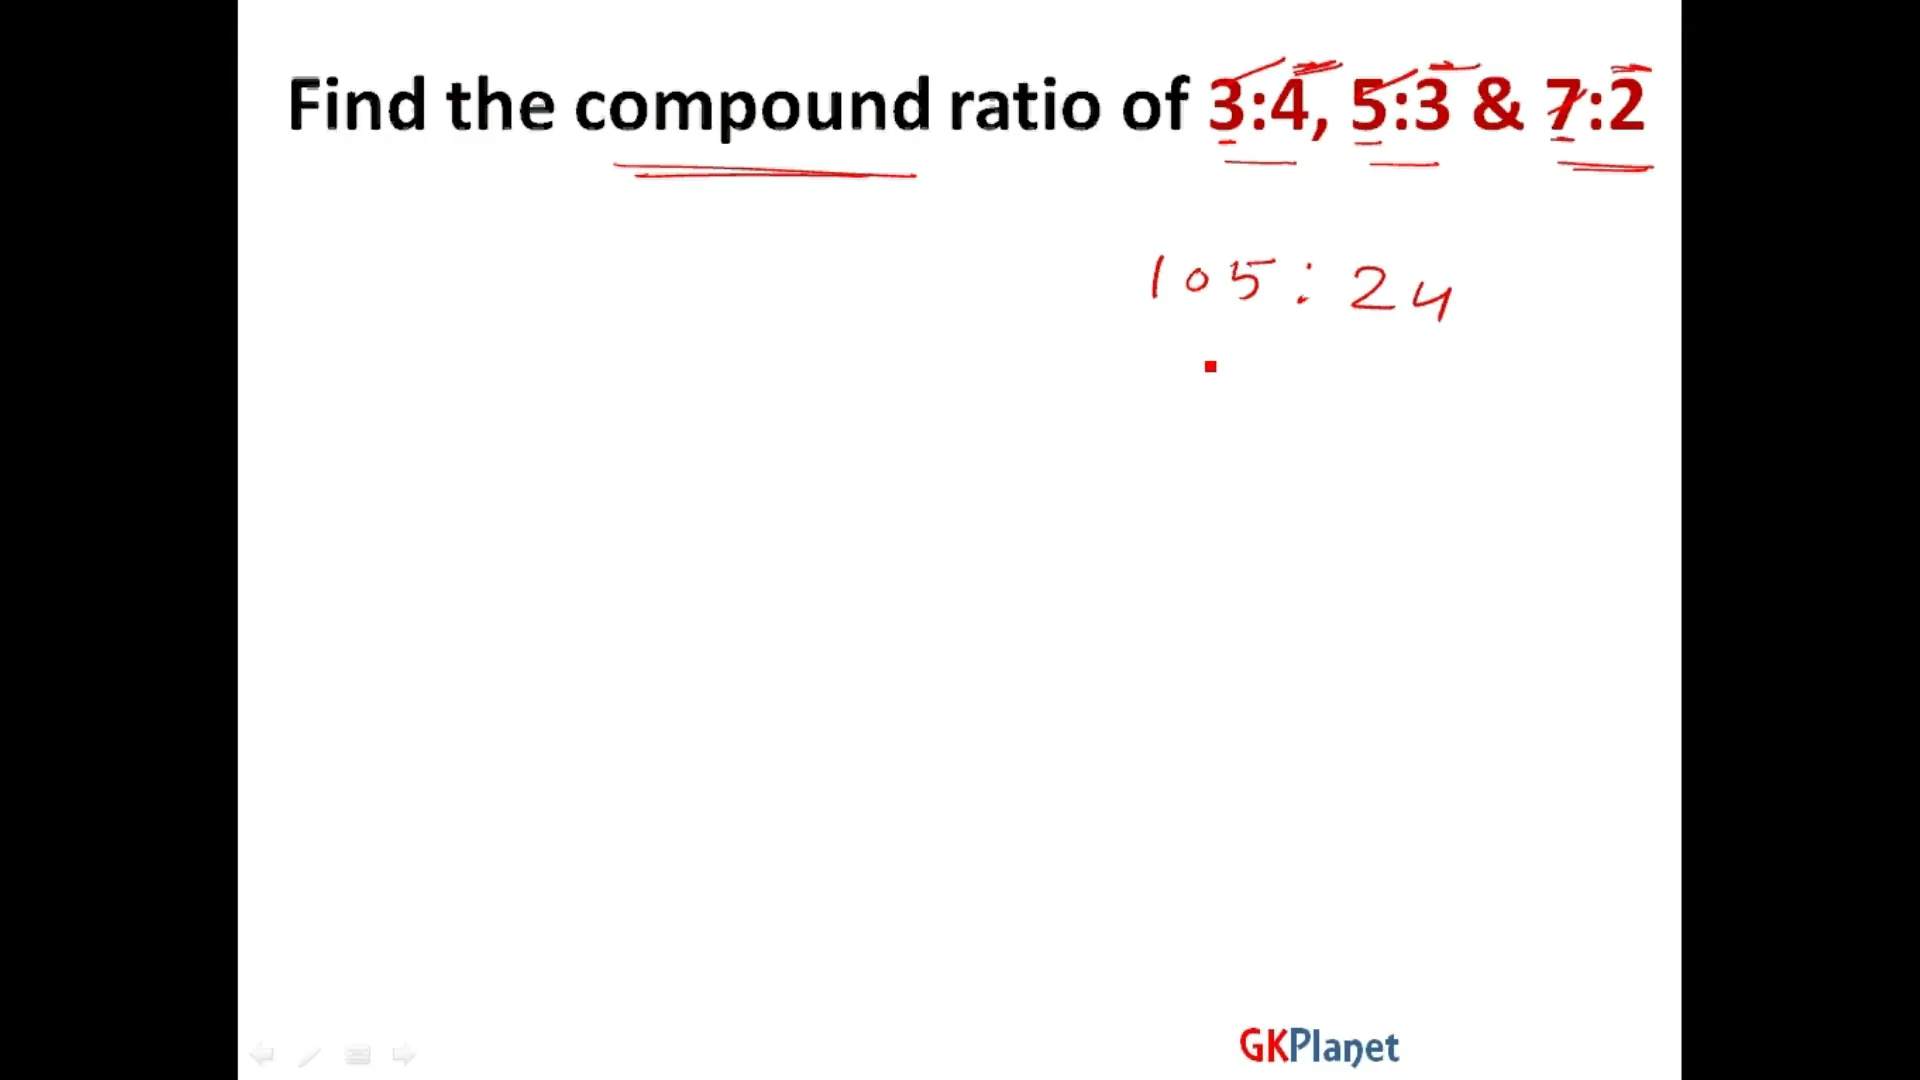 Find the compound ratio of 3:4, 5:3 & 7:2
105:24
GKPlanet